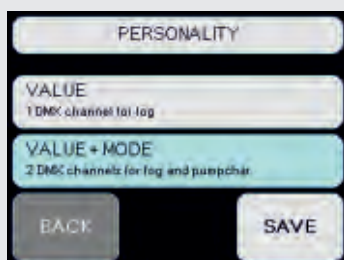 PERSONALITY
VALUE
1 DMX channel for fog
VALUE + MODE
2 DMX channels for fog and pumpchar.
BACK
SAVE